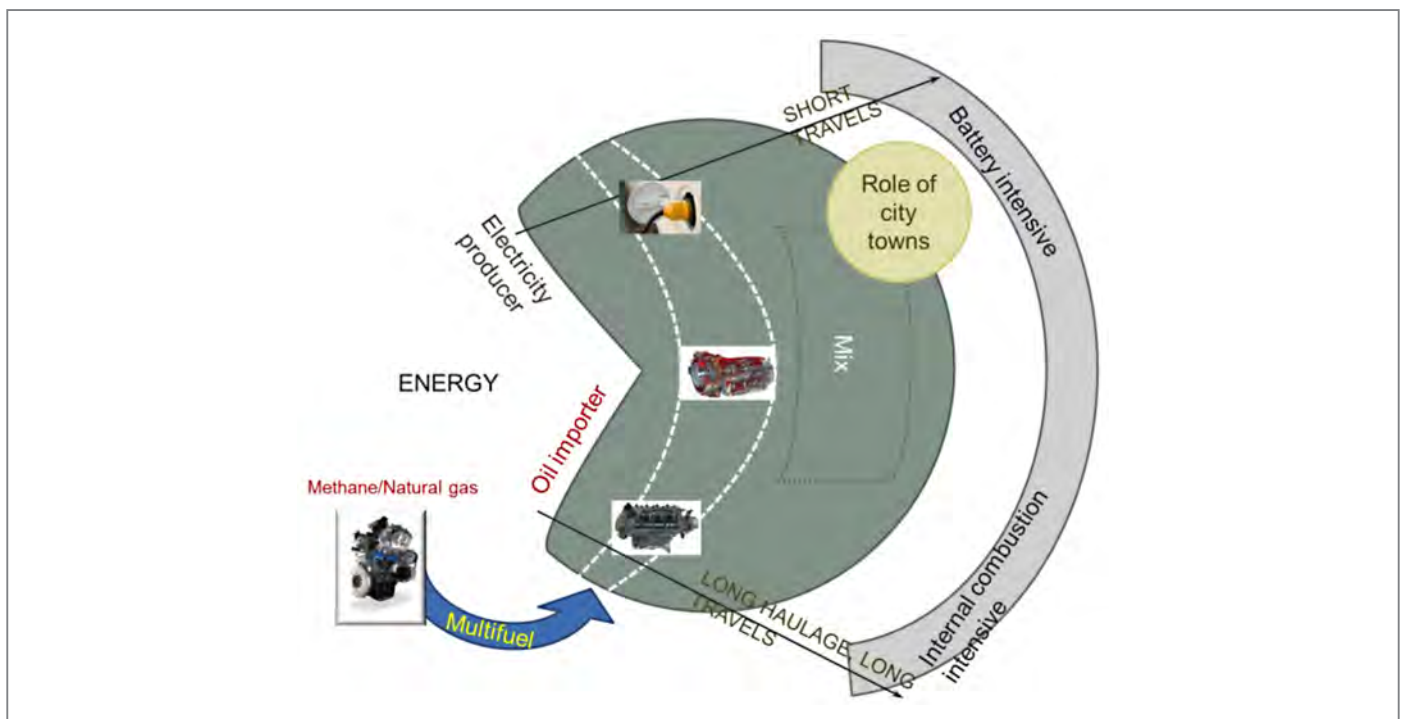 SHORT
TRAVELS
Battery intensive
Role of
city
towns
Electricity
producer
Mix
ENERGY
Oil importer
Methane/Natural gas
Multifuel
LONG HAULAGE, LONG
TRAVELS
Internal combustion
intensive